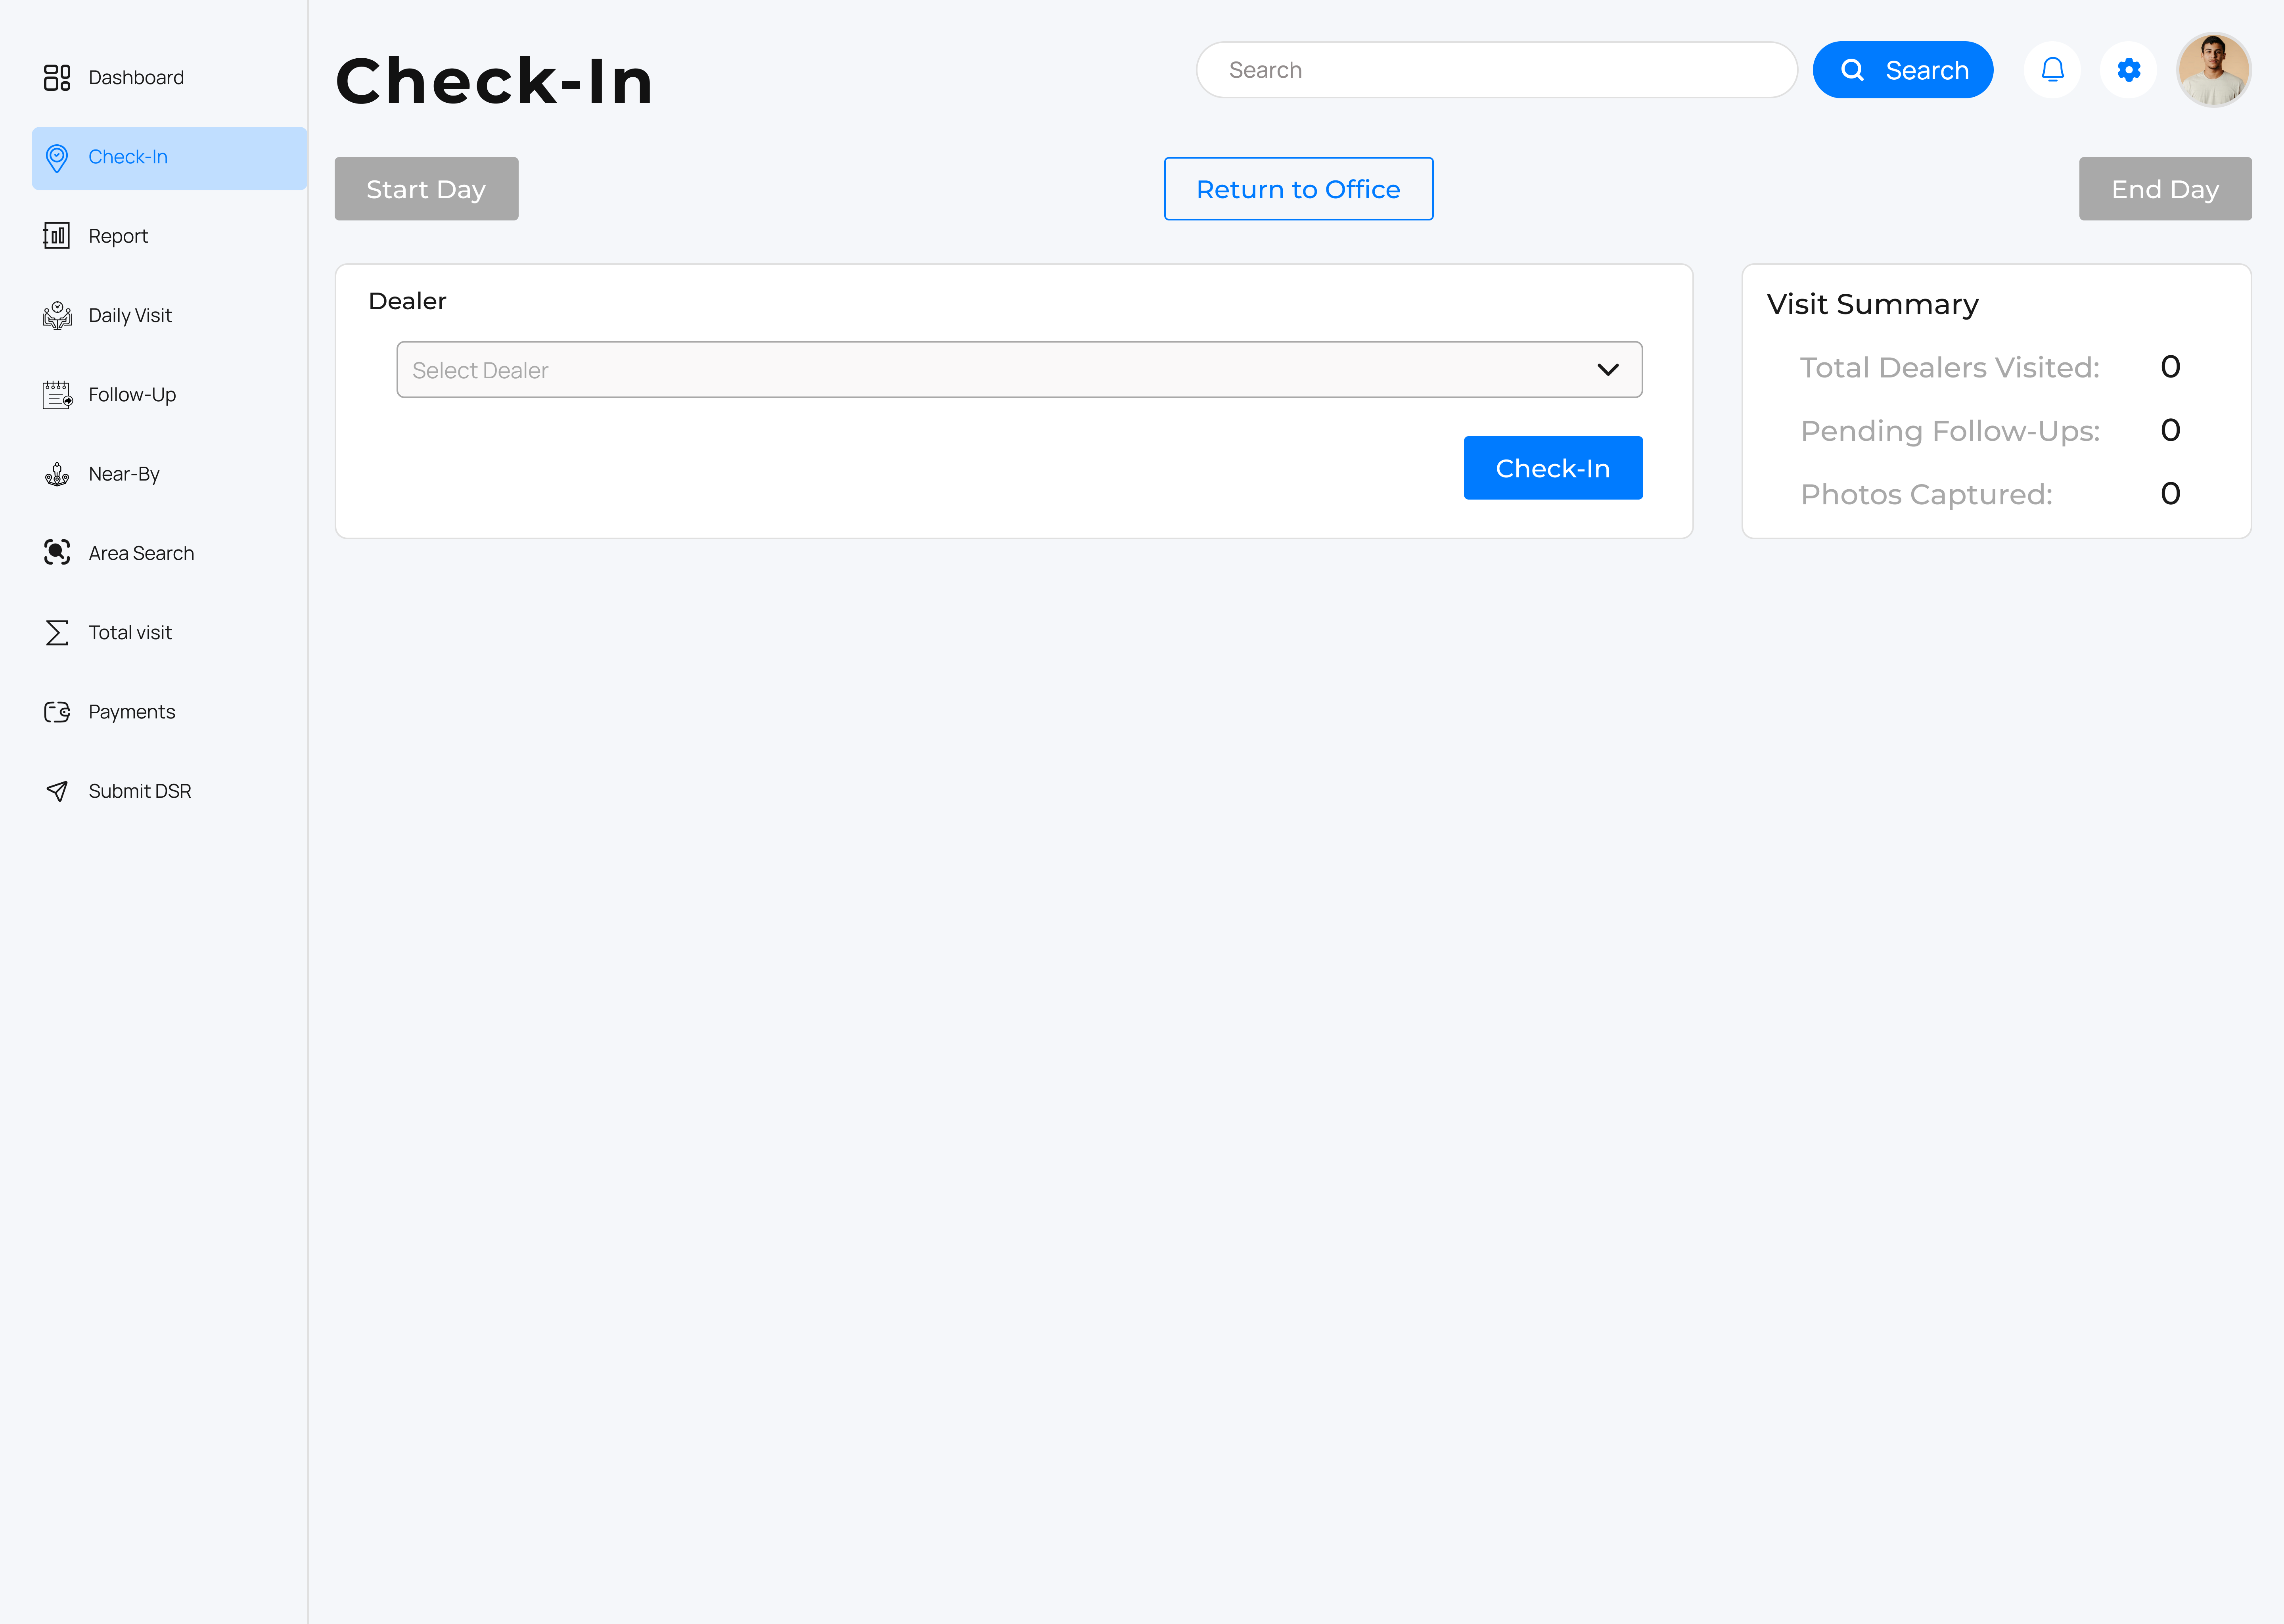 Dashboard
Check-In
Report
Daily Visit
Follow-Up
Near-By
Area Search
Total visit
Payments
Submit DSR
Check-In
Search
Search
Start Day
Return to Office
End Day
Dealer
Select Dealer
Check-In
Visit Summary
Total Dealers Visited: 0
Pending Follow-Ups: 0
Photos Captured: 0